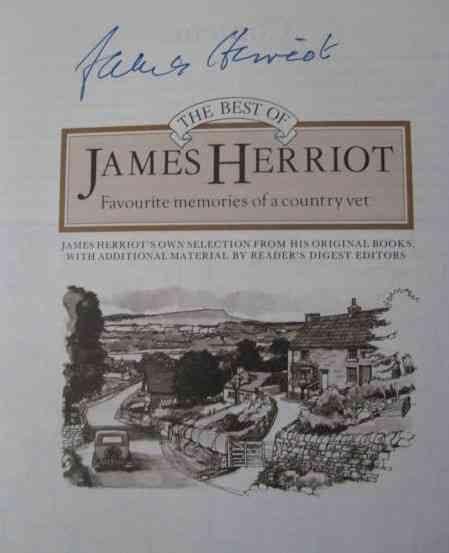 James Herriot
THE BEST OF
JAMES HERRIOT
Favourite memories of a country vet
JAMES HERRIOT'S OWN SELECTION FROM HIS ORIGINAL BOOKS,
WITH ADDITIONAL MATERIAL BY READER'S DIGEST EDITORS